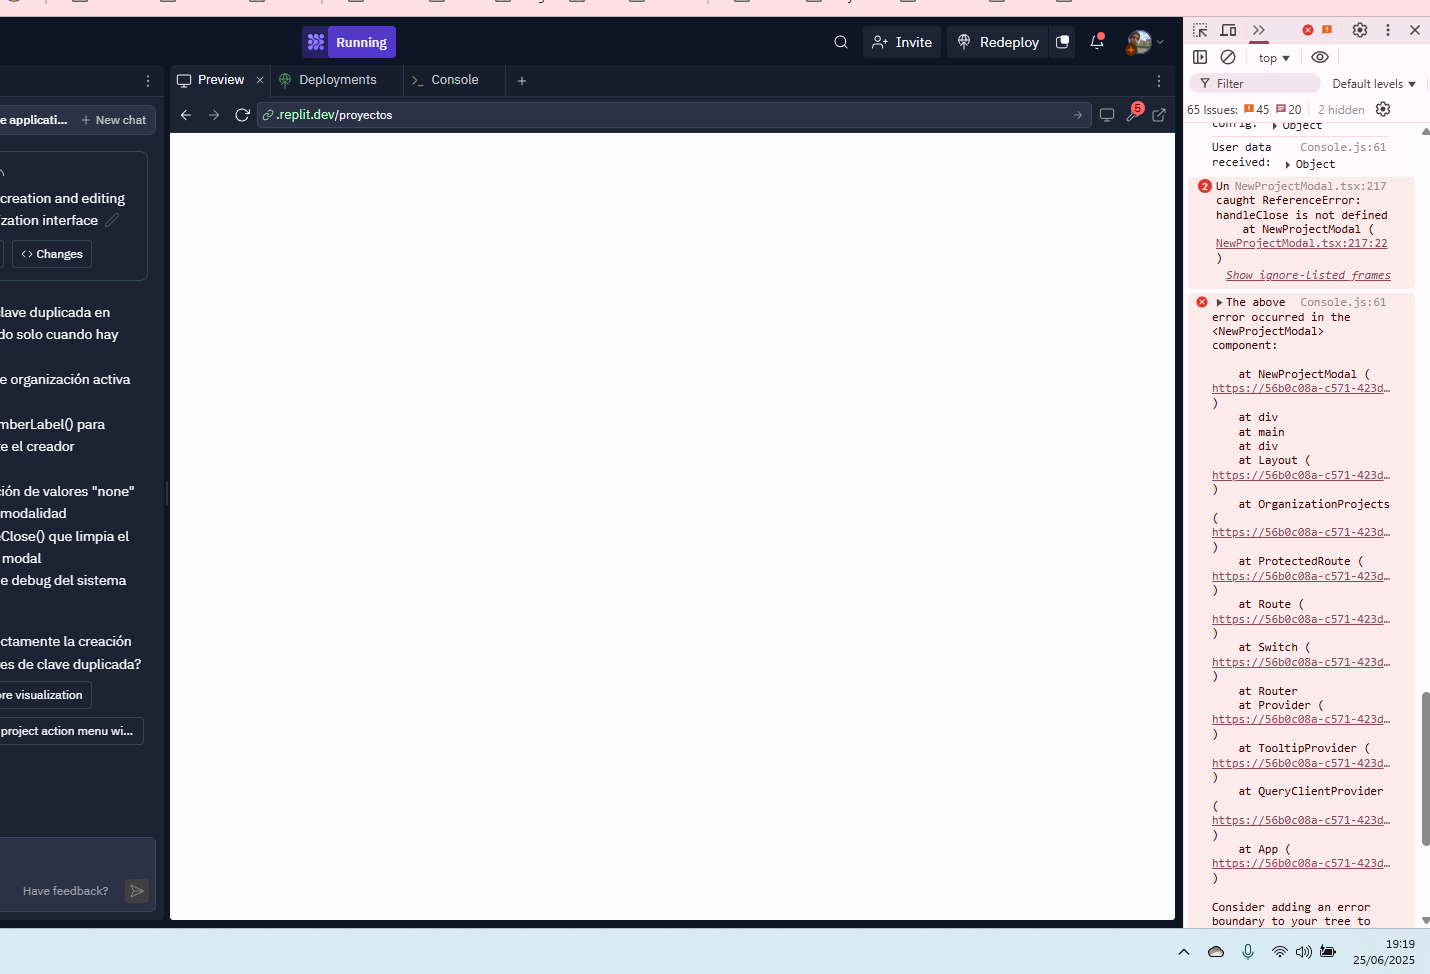 Running
Invite
Redeploy
Preview
Deployments
Console
.replit.dev/proyectos
5
e applicati...
New chat
creation and editing
zation interface
Changes
lave duplicada en
do solo cuando hay
e organización activa
mberLabel() para
te el creador
ción de valores "none"
modalidad
Close() que limpia el
modal
e debug del sistema
ectamente la creación
res de clave duplicada?
ore visualization
project action menu wi...
Have feedback?
top
Filter
Default levels
65 Issues: 45 20 2 hidden
config: Object
User data Console.js:61
received: Object
2 Un NewProjectModal.tsx:217
caught ReferenceError:
handleClose is not defined
at NewProjectModal (
NewProjectModal.tsx:217:22
)
Show ignore-listed frames
The above Console.js:61
error occurred in the
<NewProjectModal>
component:
at NewProjectModal (
https://56b0c08a-c571-423d…
)
at div
at main
at div
at Layout (
https://56b0c08a-c571-423d…
)
at OrganizationProjects
(
https://56b0c08a-c571-423d…
)
at ProtectedRoute (
https://56b0c08a-c571-423d…
)
at Route (
https://56b0c08a-c571-423d…
)
at Switch (
https://56b0c08a-c571-423d…
)
at Router
at Provider (
https://56b0c08a-c571-423d…
)
at TooltipProvider (
https://56b0c08a-c571-423d…
)
at QueryClientProvider
(
https://56b0c08a-c571-423d…
)
at App (
https://56b0c08a-c571-423d…
)
Consider adding an error
boundary to your tree to
19:19
25/06/2025